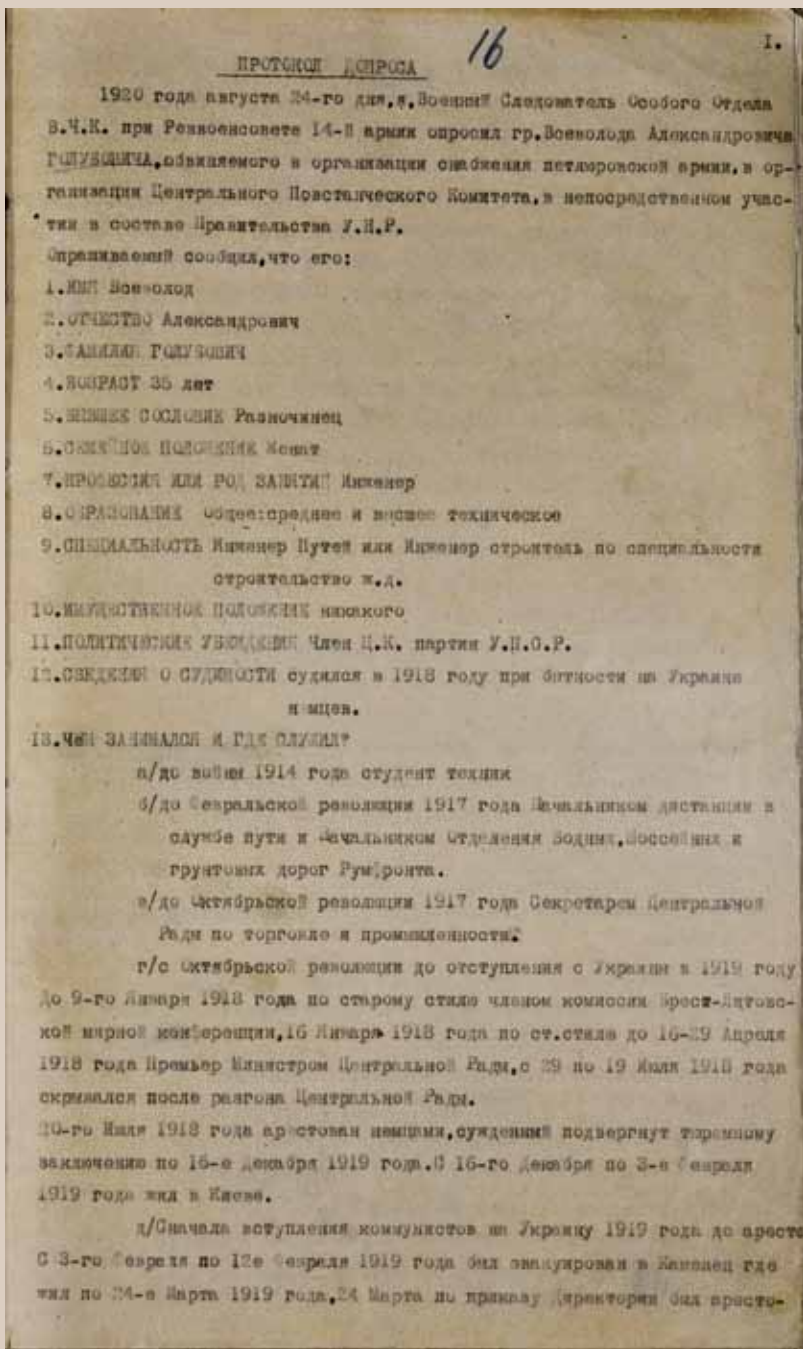 16
I.
ПРОТОКОЛ ДОПРОСА
1920 года августа 24-го дня,я,Военный Следователь Особого Отдела
В.Ч.К. при Реввоенсовете 14-й армии опросил гр.Всеволода Александровича
ГОЛУБОВИЧА,обвиняемого в организации снабжения петлюровской армии,в ор-
ганизации Центрального Повстанческого Комитета,в непосредственном учас-
тии в составе Правительства У.Н.Р.
Опрашиваемый сообщил,что его:
1.ИМЯ Всеволод
2.ОТЧЕСТВО Александрович
3.ФАМИЛИЯ ГОЛУБОВИЧ
4.ВОЗРАСТ 35 лет
5.БЫВШЕЕ СОСЛОВИЕ Разночинец
6.СЕМЕЙНОЕ ПОЛОЖЕНИЕ Женат
7.ПРОФЕССИЯ ИЛИ РОД ЗАНЯТИЙ Инженер
8.ОБРАЗОВАНИЕ Общее:среднее и высшее техническое
9.СПЕЦИАЛЬНОСТЬ Инженер Путей или Инженер строитель по специальности
строительство ж.д.
10.ИМУЩЕСТВЕННОЕ ПОЛОЖЕНИЕ никакого
11.ПОЛИТИЧЕСКИЕ УБЕЖДЕНИЯ Член Ц.К. партии У.П.С.Р.
12.СВЕДЕНИЯ О СУДИМОСТИ судился в 1918 году при бытности на Украине
немцев.
13.ЧЕМ ЗАНИМАЛСЯ И ГДЕ СЛУЖИЛ?
а/до войны 1914 года студент техник
б/до Февральской революции 1917 года Начальником дистанции в
службе пути и Начальником Отделения Водных,Шоссейных и
грунтовых дорог Румфронта.
в/до Октябрьской революции 1917 года Секретарем Центральной
Рады по торговле и промышленности.
г/с Октябрьской революции до отступления с Украины в 1919 году
До 9-го Января 1918 года по старому стилю членом комиссии Брест-Литовс-
кой мирной конференции,16 Января 1918 года по ст.стилю до 16-29 Апреля
1918 года Премьер Министром Центральной Рады,с 29 по 19 Июля 1918 года
скрывался после разгона Центральной Рады.
20-го Июля 1918 года арестован немцами,сужденный подвергнут тюремному
заключению по 16-е Декабря 1919 года.С 16-го Декабря по 3-е Февраля
1919 года жил в Киеве.
д/Сначала вступления коммунистов на Украину 1919 года до ареста
С 3-го Февраля по 12е Февраля 1919 года был эвакуирован в Каменец где
жил по 24-е Марта 1919 года,24 Марта по приказу Директории был аресто-